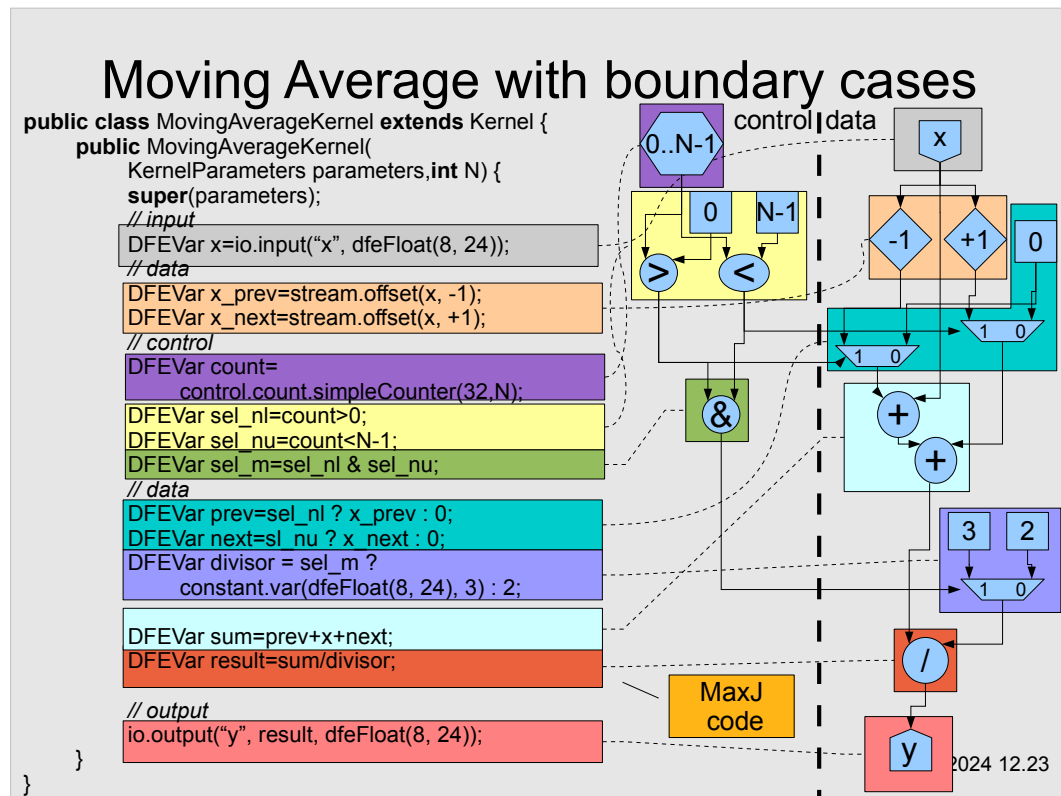 Moving Average with boundary cases
public class MovingAverageKernel extends Kernel {
public MovingAverageKernel(
KernelParameters parameters,int N) {
super(parameters);
// input
DFEVar x=io.input(“x”, dfeFloat(8, 24));
// data
DFEVar x_prev=stream.offset(x, -1);
DFEVar x_next=stream.offset(x, +1);
// control
DFEVar count=
control.count.simpleCounter(32,N);
DFEVar sel_nl=count>0;
DFEVar sel_nu=count<N-1;
DFEVar sel_m=sel_nl & sel_nu;
// data
DFEVar prev=sel_nl ? x_prev : 0;
DFEVar next=sl_nu ? x_next : 0;
DFEVar divisor = sel_m ?
constant.var(dfeFloat(8, 24), 3) : 2;
DFEVar sum=prev+x+next;
DFEVar result=sum/divisor;
// output
io.output(“y”, result, dfeFloat(8, 24));
}
}
MaxJ
code
control data
0..N-1
x
0
N-1
>
<
-1
+1
0
1 0
1 0
&
+
+
3
2
1 0
/
y
2024 12.23